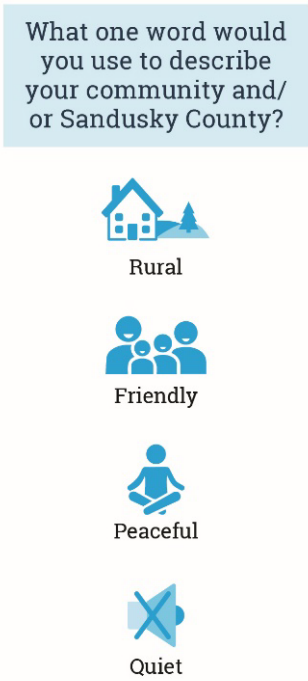 What one word would
you use to describe
your community and/
or Sandusky County?
Rural
Friendly
Peaceful
Quiet